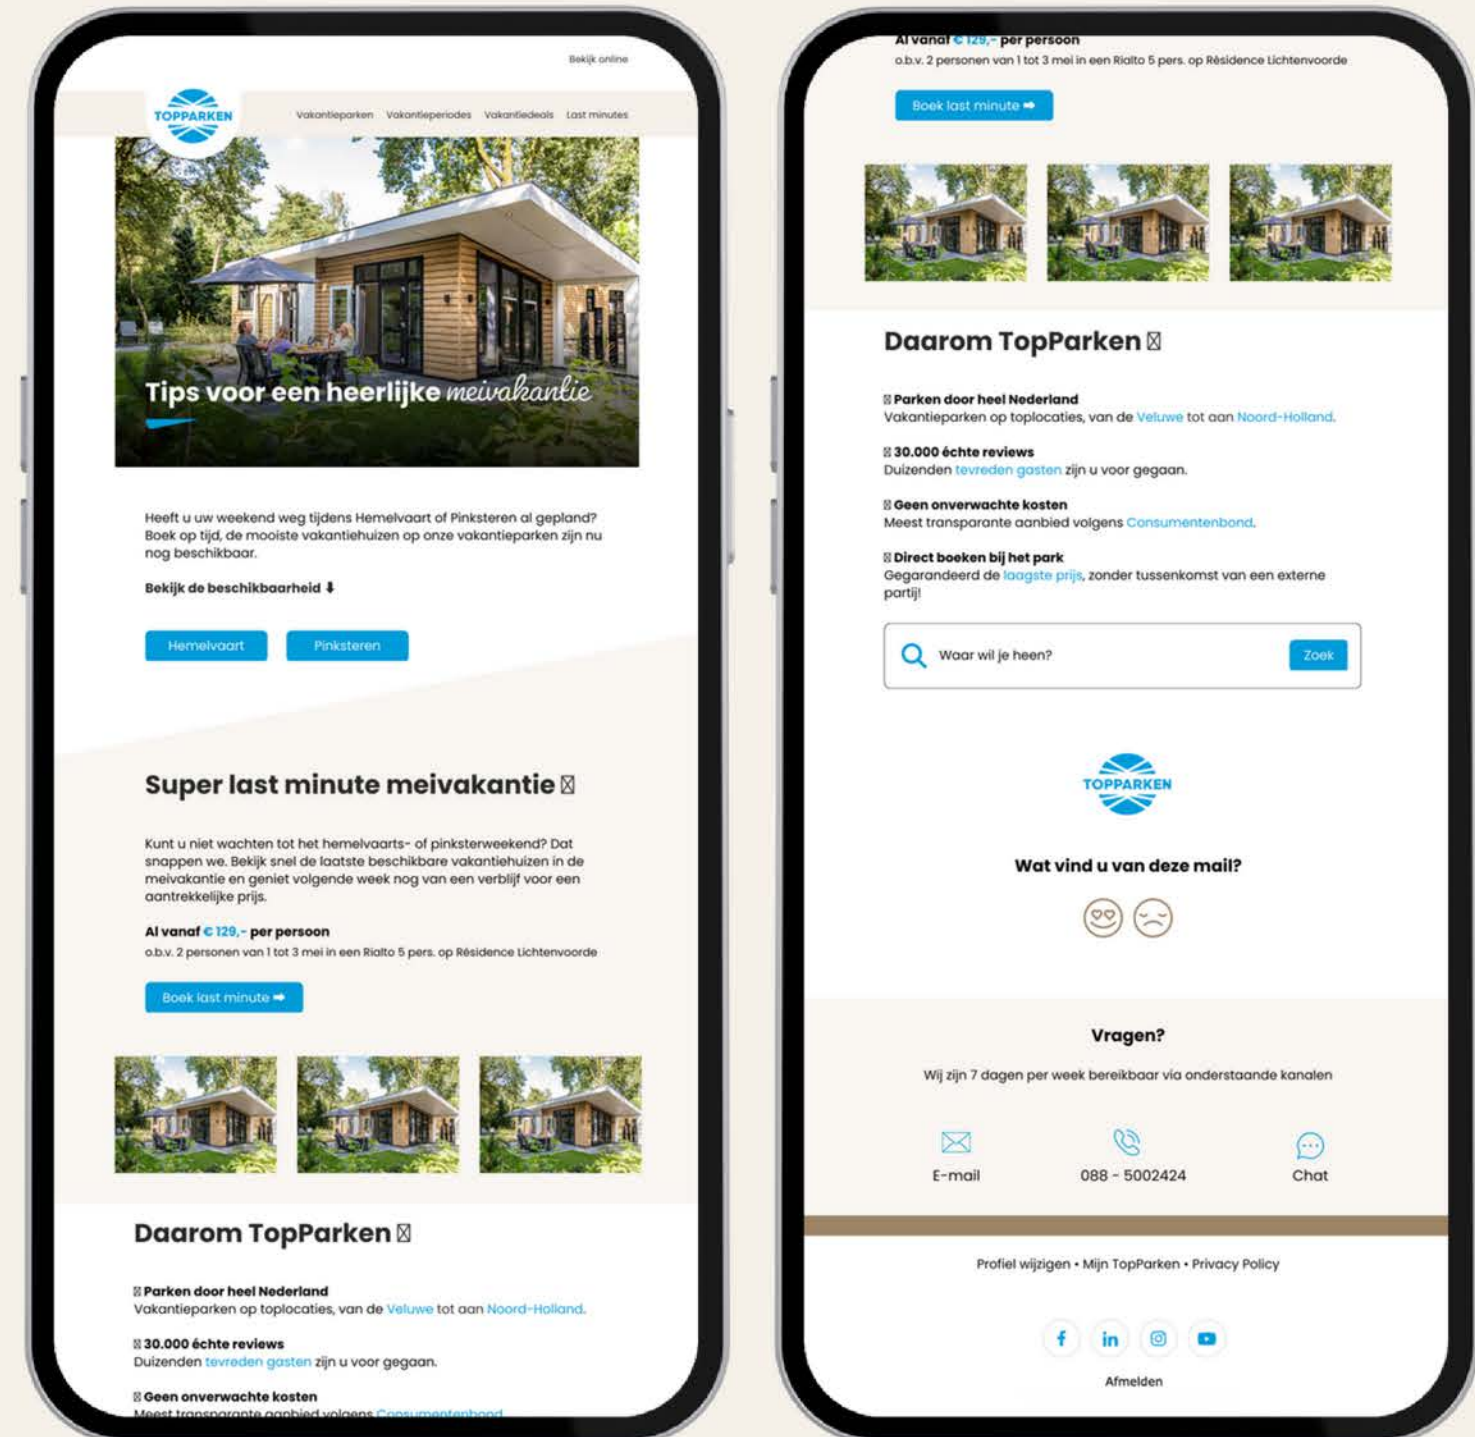 Bekijk online
TOPPARKEN
Vakantieparken Vakantieperiodes Vakantiedeals Last minutes
Tips voor een heerlijke meivakantie
Heeft u uw weekend weg tijdens Hemelvaart of Pinksteren al gepland?
Boek op tijd, de mooiste vakantiehuizen op onze vakantieparken zijn nu
nog beschikbaar.
Bekijk de beschikbaarheid ⬇
Hemelvaart Pinksteren
Super last minute meivakantie
Kunt u niet wachten tot het hemelvaarts- of pinksterweekend? Dat
snappen we. Bekijk snel de laatste beschikbare vakantiehuizen in de
meivakantie en geniet volgende week nog van een verblijf voor een
aantrekkelijke prijs.
Al vanaf € 129,- per persoon
o.b.v. 2 personen van 1 tot 3 mei in een Rialto 5 pers. op Résidence Lichtenvoorde
Boek last minute ➡
Daarom TopParken
Parken door heel Nederland
Vakantieparken op toplocaties, van de Veluwe tot aan Noord-Holland.
30.000 échte reviews
Duizenden tevreden gasten zijn u voor gegaan.
Geen onverwachte kosten
Meest transparante aanbied volgens Consumentenbond.
Al vanaf € 129,- per persoon
o.b.v. 2 personen van 1 tot 3 mei in een Rialto 5 pers. op Résidence Lichtenvoorde
Boek last minute ➡
Daarom TopParken
Parken door heel Nederland
Vakantieparken op toplocaties, van de Veluwe tot aan Noord-Holland.
30.000 échte reviews
Duizenden tevreden gasten zijn u voor gegaan.
Geen onverwachte kosten
Meest transparante aanbied volgens Consumentenbond.
Direct boeken bij het park
Gegarandeerd de laagste prijs, zonder tussenkomst van een externe
partij!
Waar wil je heen? Zoek
TOPPARKEN
Wat vind u van deze mail?
Vragen?
Wij zijn 7 dagen per week bereikbaar via onderstaande kanalen
E-mail 088 - 5002424 Chat
Profiel wijzigen • Mijn TopParken • Privacy Policy
f in
Afmelden